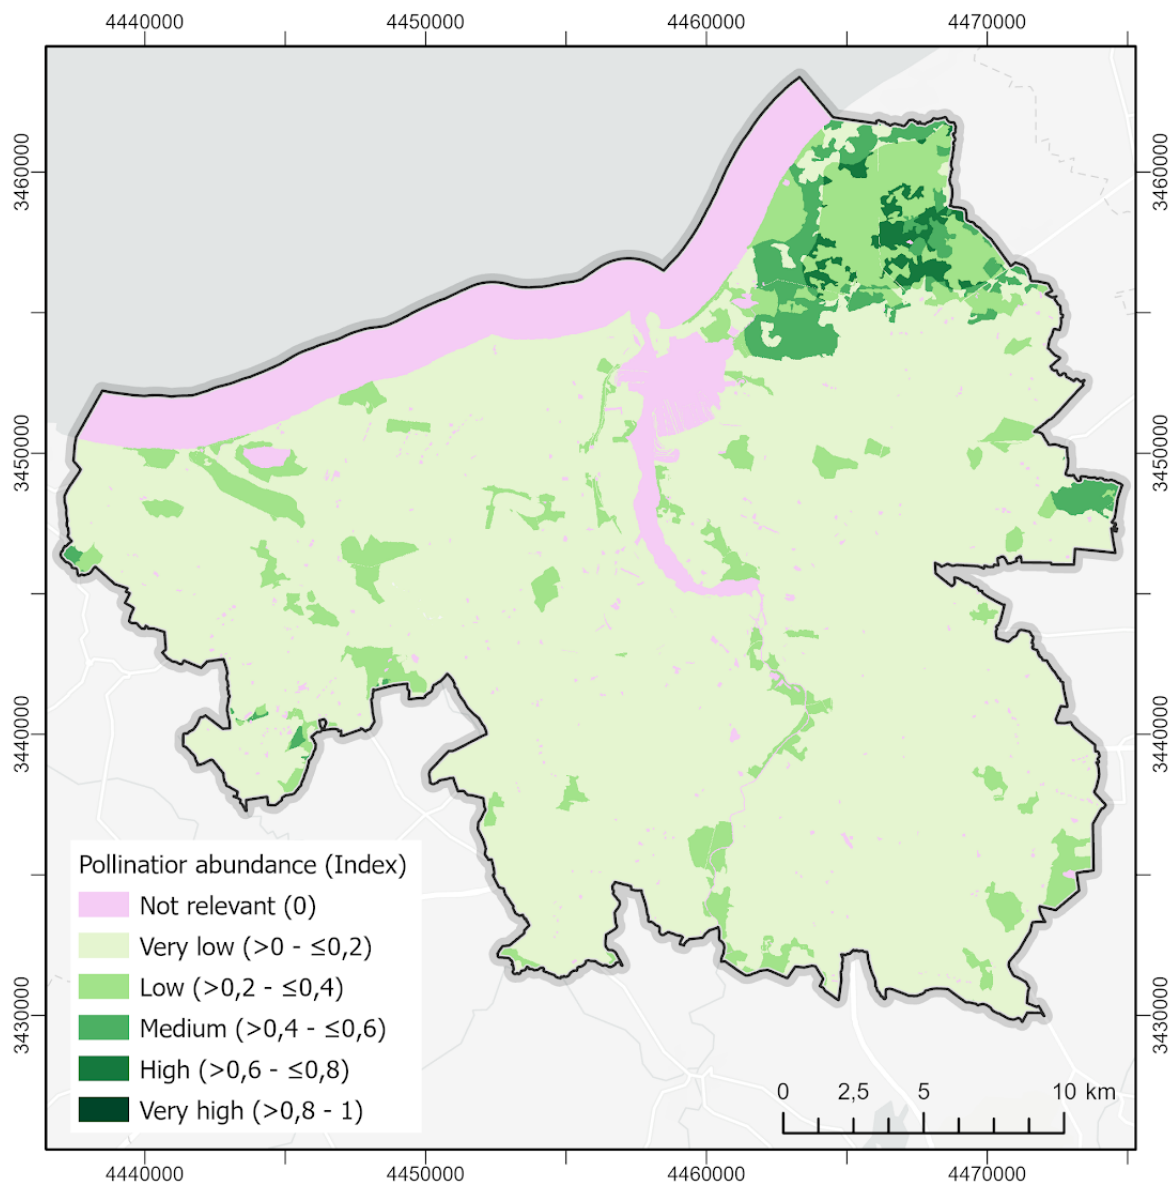 4440000 4450000 4460000 4470000
3460000 3460000
3450000 3450000
3440000 3440000
3430000 3430000
Pollinatior abundance (Index)
Not relevant (0)
Very low (>0 - ≤0,2)
Low (>0,2 - ≤0,4)
Medium (>0,4 - ≤0,6)
High (>0,6 - ≤0,8)
Very high (>0,8 - 1)
0 2,5 5 10 km
4440000 4450000 4460000 4470000